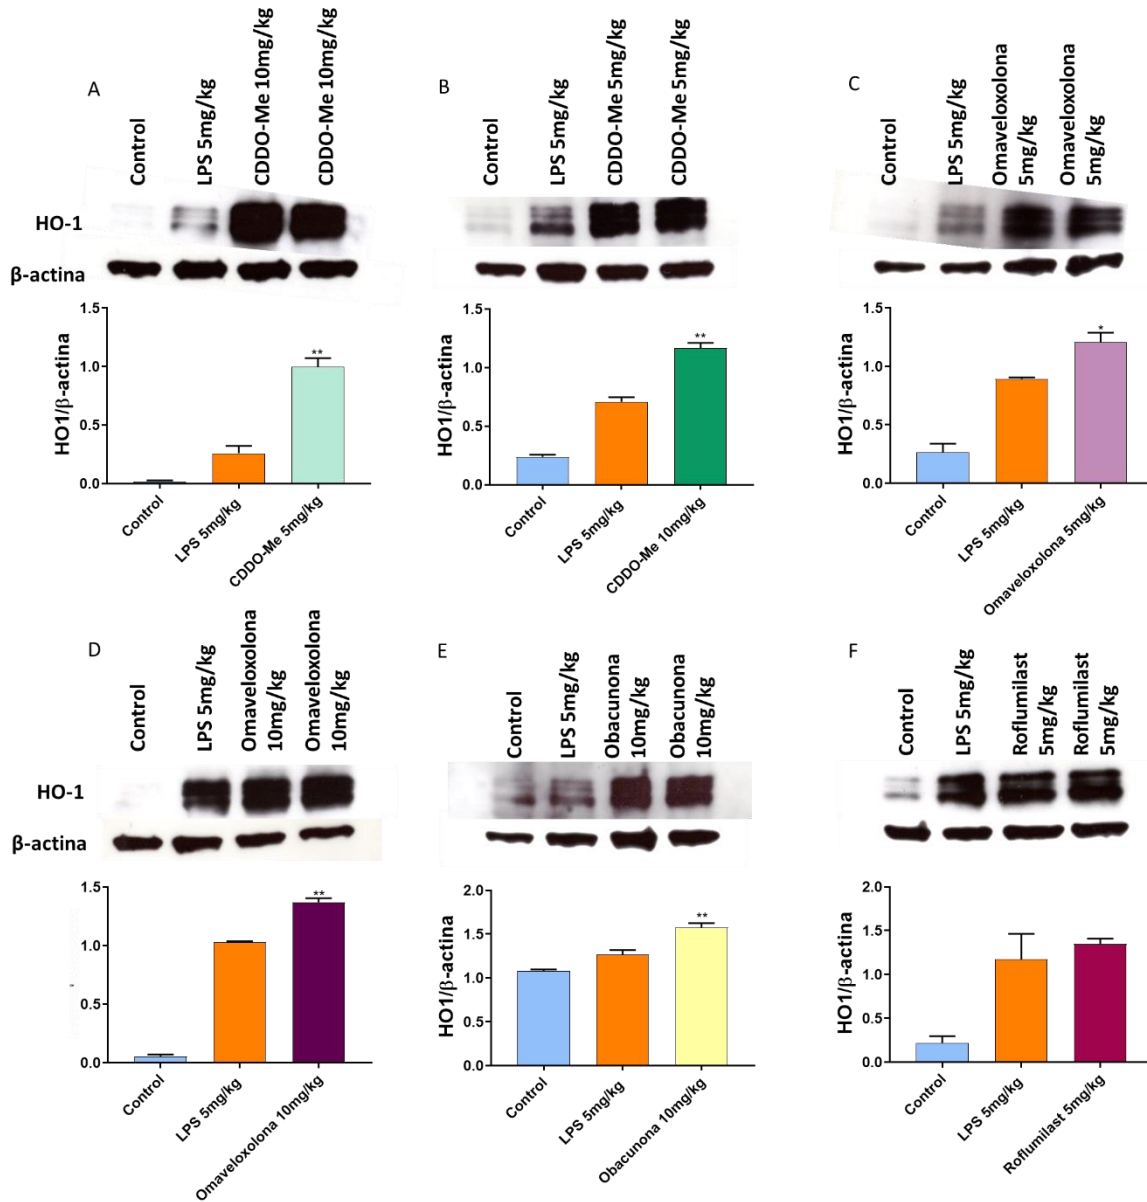 A
Control
LPS 5mg/kg
CDDO-Me 10mg/kg
CDDO-Me 10mg/kg
HO-1
β-actina
HO1/β-actina
1.5
1.0
0.5
0.0
**
Control
LPS 5mg/kg
CDDO-Me 5mg/kg
B
Control
LPS 5mg/kg
CDDO-Me 5mg/kg
CDDO-Me 5mg/kg
HO1/β-actina
1.5
1.0
0.5
0.0
**
Control
LPS 5mg/kg
CDDO-Me 10mg/kg
C
Control
LPS 5mg/kg
Omaveloxolona
5mg/kg
Omaveloxolona
5mg/kg
HO1/β-actina
1.5
1.0
0.5
0.0
*
Control
LPS 5mg/kg
Omaveloxolona 5mg/kg
D
Control
LPS 5mg/kg
Omaveloxolona
10mg/kg
Omaveloxolona
10mg/kg
HO-1
β-actina
1.5
1.0
0.5
0.0
**
Control
LPS 5mg/kg
Omaveloxolona 10mg/kg
E
Control
LPS 5mg/kg
Obacunona
10mg/kg
Obacunona
10mg/kg
HO1/β-actina
2.0
1.5
1.0
0.5
0.0
**
Control
LPS 5mg/kg
Obacunona 10mg/kg
F
Control
LPS 5mg/kg
Roflumilast
5mg/kg
Roflumilast
5mg/kg
HO1/β-actina
2.0
1.5
1.0
0.5
0.0
Control
LPS 5mg/kg
Roflumilast 5mg/kg